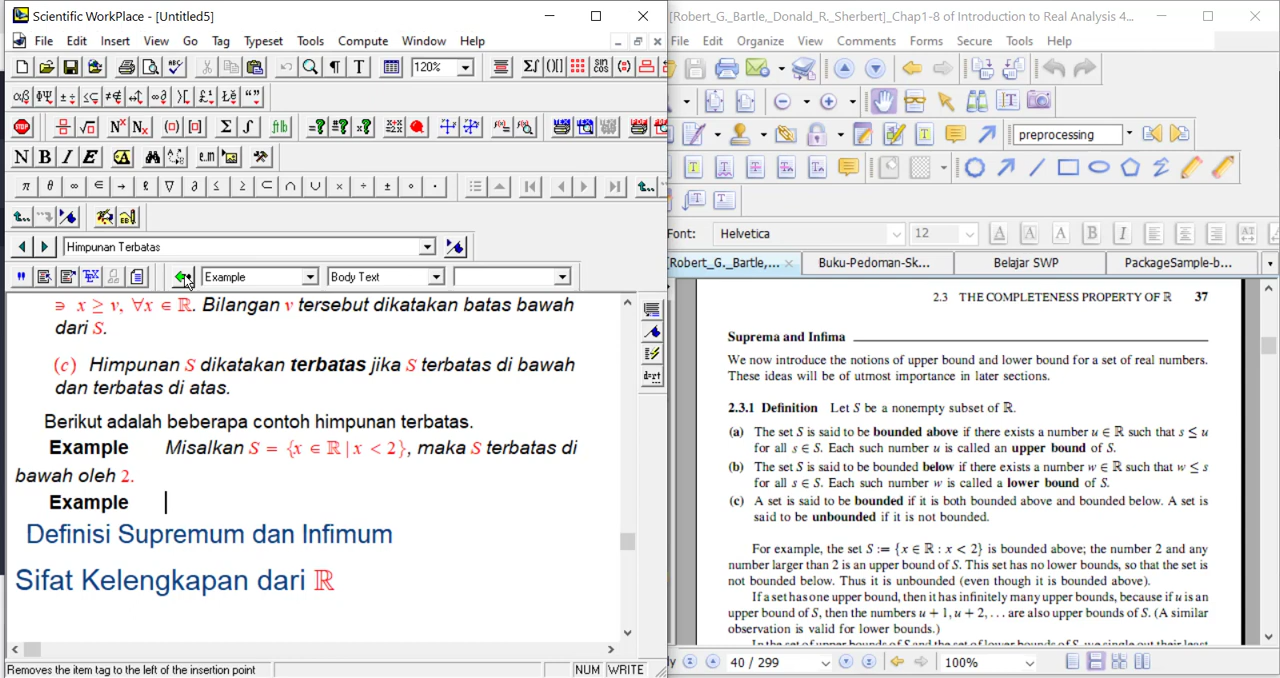 Scientific WorkPlace - [Untitled5]
File Edit Insert View Go Tag Typeset Tools Compute Window Help
120%
Himpunan Terbatas
Example
Body Text
∋ x ≥ v, ∀x ∈ ℝ. Bilangan v tersebut dikatakan batas bawah
dari S.
(c) Himpunan S dikatakan terbatas jika S terbatas di bawah
dan terbatas di atas.
Berikut adalah beberapa contoh himpunan terbatas.
Example Misalkan S = {x ∈ ℝ | x < 2}, maka S terbatas di
bawah oleh 2.
Example
Definisi Supremum dan Infimum
Sifat Kelengkapan dari ℝ
Removes the item tag to the left of the insertion point
NUM WRITE
[Robert_G._Bartle,_Donald_R._Sherbert]_Chap1-8 of Introduction to Real Analysis 4...
File Edit Organize View Comments Forms Secure Tools Help
preprocessing
Font: Helvetica 12
[Robert_G._Bartle,... Buku-Pedoman-Sk... Belajar SWP PackageSample-b...
2.3 THE COMPLETENESS PROPERTY OF ℝ 37
Suprema and Infima
We now introduce the notions of upper bound and lower bound for a set of real numbers.
These ideas will be of utmost importance in later sections.
2.3.1 Definition Let S be a nonempty subset of ℝ.
(a) The set S is said to be bounded above if there exists a number u ∈ ℝ such that s ≤ u
for all s ∈ S. Each such number u is called an upper bound of S.
(b) The set S is said to be bounded below if there exists a number w ∈ ℝ such that w ≤ s
for all s ∈ S. Each such number w is called a lower bound of S.
(c) A set is said to be bounded if it is both bounded above and bounded below. A set is
said to be unbounded if it is not bounded.
For example, the set S := {x ∈ ℝ : x < 2} is bounded above; the number 2 and any
number larger than 2 is an upper bound of S. This set has no lower bounds, so that the set is
not bounded below. Thus it is unbounded (even though it is bounded above).
If a set has one upper bound, then it has infinitely many upper bounds, because if u is an
upper bound of S, then the numbers u + 1, u + 2, . . . are also upper bounds of S. (A similar
observation is valid for lower bounds.)
40 / 299
100%